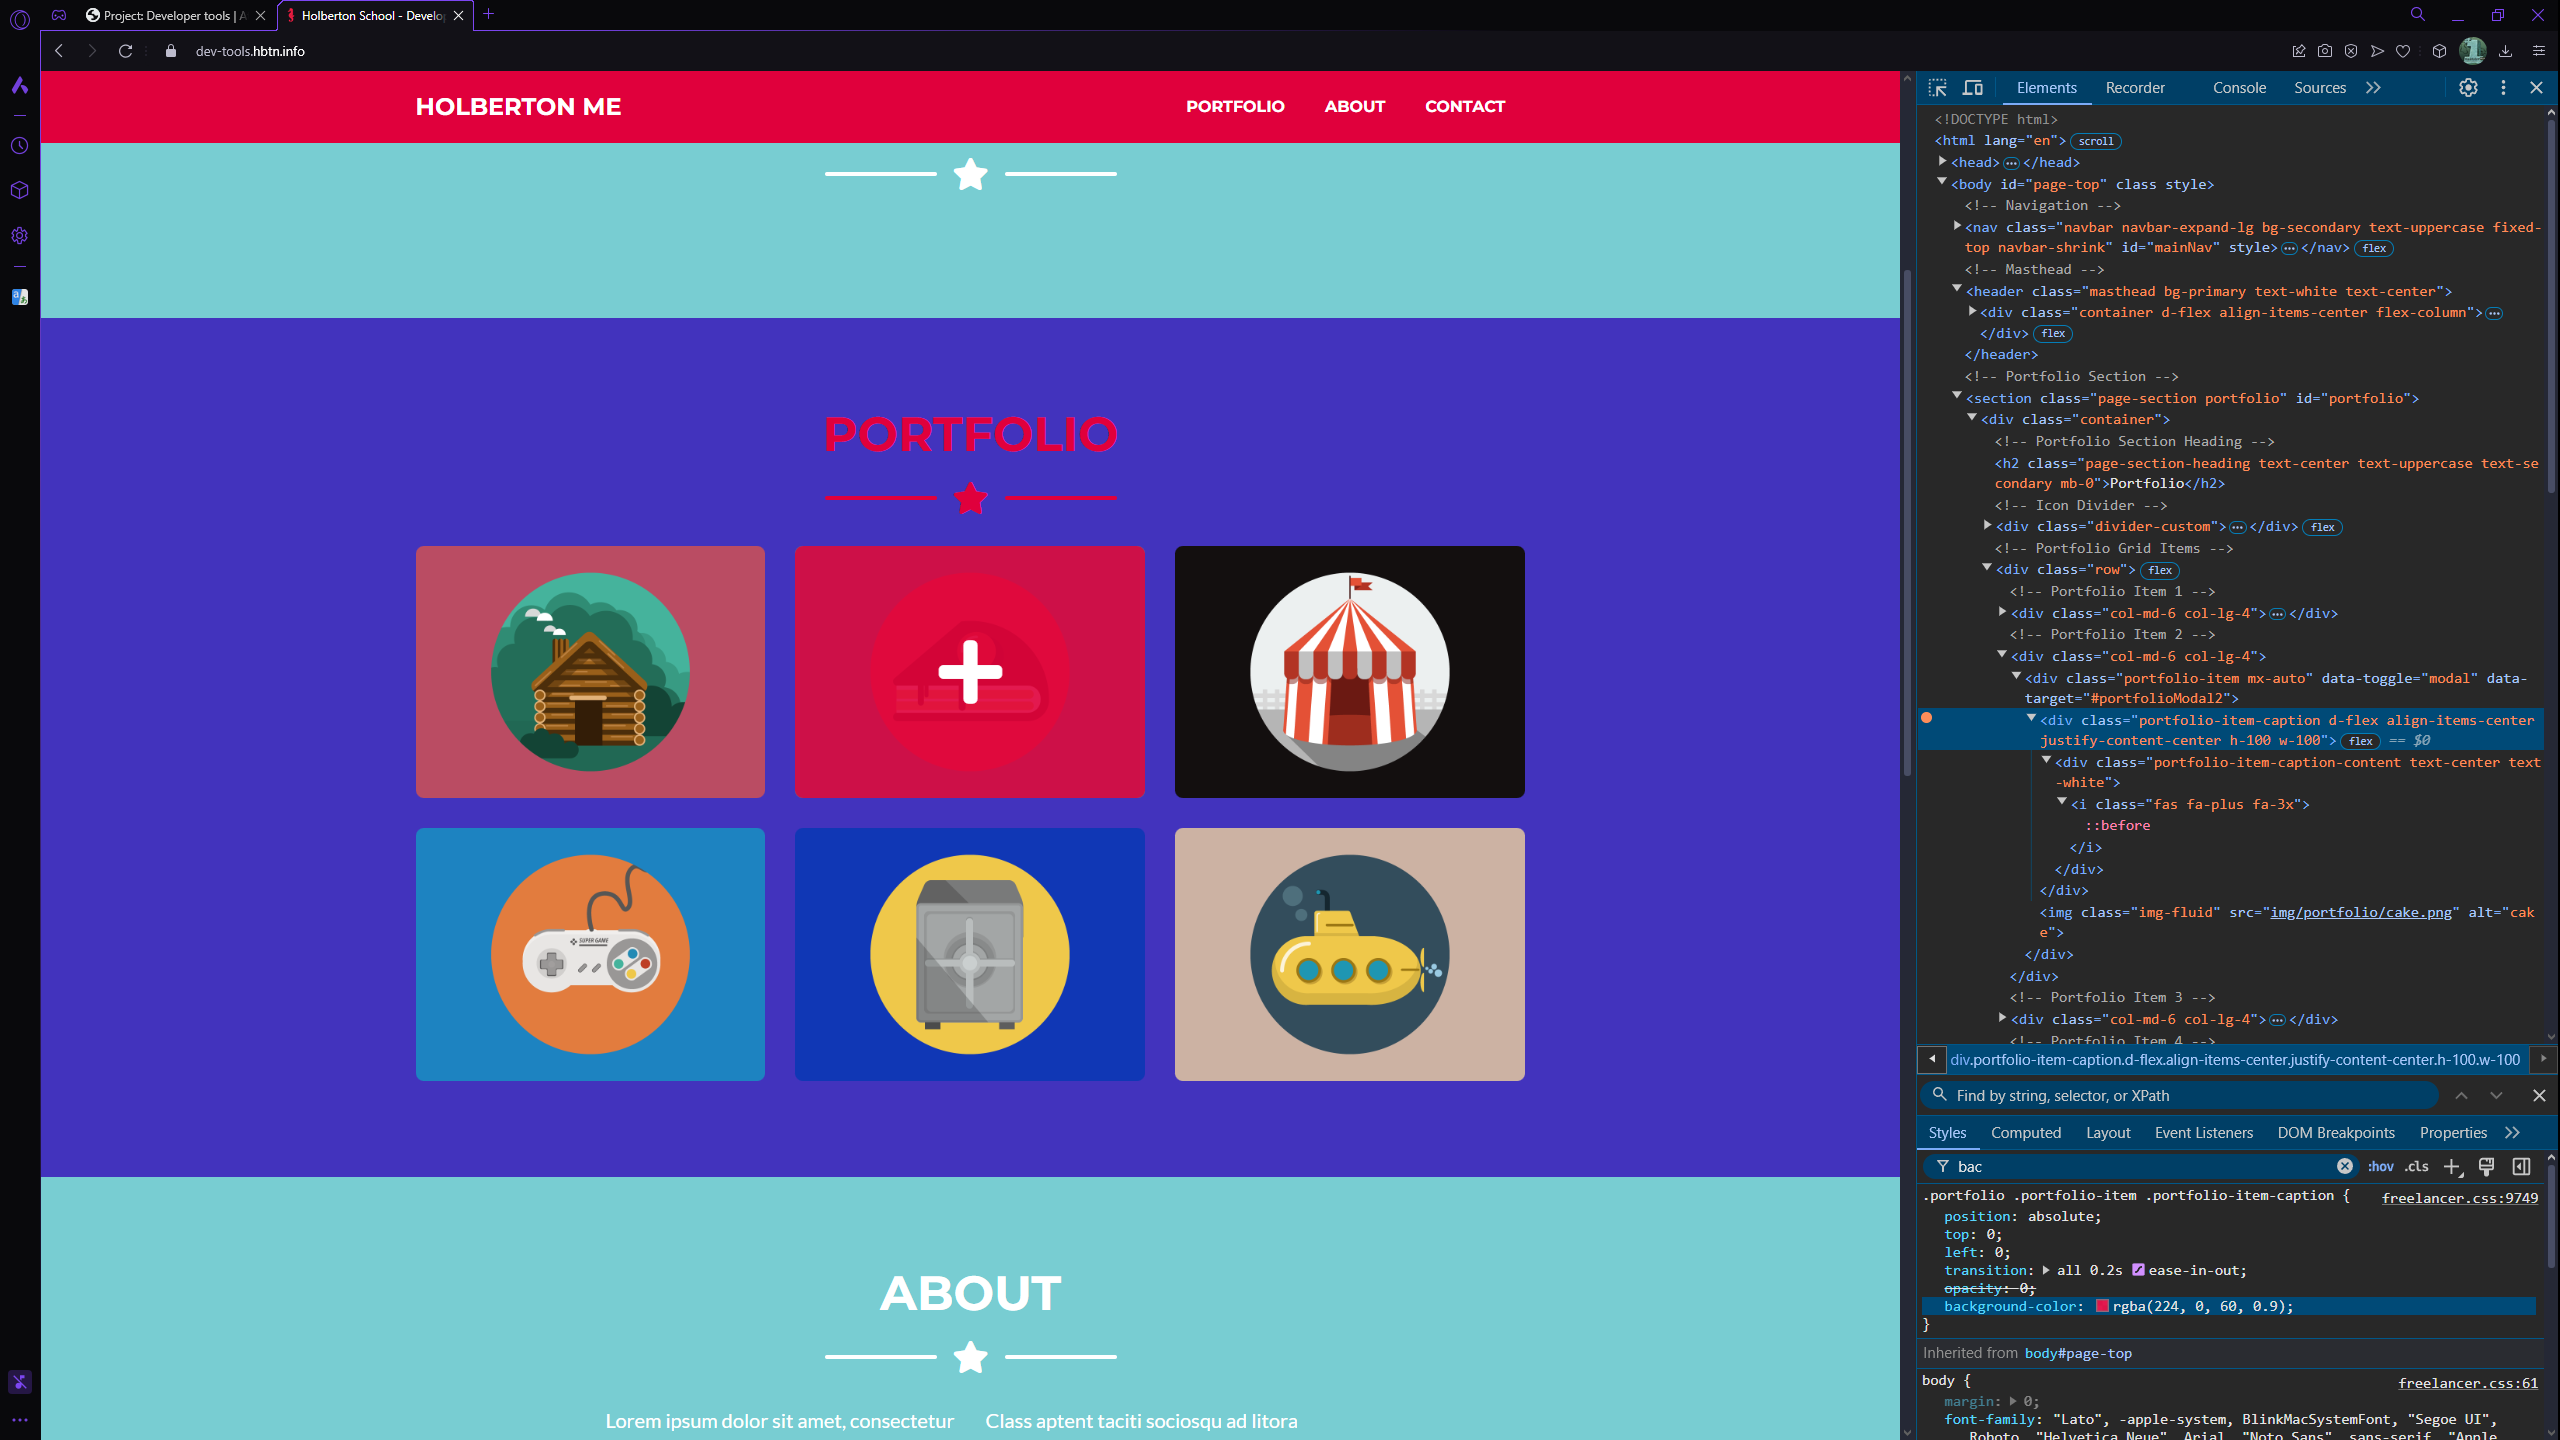 Project: Developer tools | A
Holberton School - Develop
dev-tools.hbtn.info
HOLBERTON ME
PORTFOLIO
ABOUT
CONTACT
PORTFOLIO
SUPER GAME
ABOUT
Lorem ipsum dolor sit amet, consectetur
Class aptent taciti sociosqu ad litora
Elements
Recorder
Console
Sources
<!DOCTYPE html>
<html lang="en"> scroll
<head> ... </head>
<body id="page-top" class style>
<!-- Navigation -->
<nav class="navbar navbar-expand-lg bg-secondary text-uppercase fixed-
top navbar-shrink" id="mainNav" style> ... </nav> flex
<!-- Masthead -->
<header class="masthead bg-primary text-white text-center">
<div class="container d-flex align-items-center flex-column"> ...
</div> flex
</header>
<!-- Portfolio Section -->
<section class="page-section portfolio" id="portfolio">
<div class="container">
<!-- Portfolio Section Heading -->
<h2 class="page-section-heading text-center text-uppercase text-se
condary mb-0">Portfolio</h2>
<!-- Icon Divider -->
<div class="divider-custom"> ... </div> flex
<!-- Portfolio Grid Items -->
<div class="row"> flex
<!-- Portfolio Item 1 -->
<div class="col-md-6 col-lg-4"> ... </div>
<!-- Portfolio Item 2 -->
<div class="col-md-6 col-lg-4">
<div class="portfolio-item mx-auto" data-toggle="modal" data-
target="#portfolioModal2">
<div class="portfolio-item-caption d-flex align-items-center
justify-content-center h-100 w-100"> flex == $0
<div class="portfolio-item-caption-content text-center text
-white">
<i class="fas fa-plus fa-3x">
::before
</i>
</div>
</div>
<img class="img-fluid" src="img/portfolio/cake.png" alt="cak
e">
</div>
</div>
<!-- Portfolio Item 3 -->
<div class="col-md-6 col-lg-4"> ... </div>
<!-- Portfolio Item 4 -->
div.portfolio-item-caption.d-flex.align-items-center.justify-content-center.h-100.w-100
Find by string, selector, or XPath
Styles
Computed
Layout
Event Listeners
DOM Breakpoints
Properties
bac
:hov .cls
.portfolio .portfolio-item .portfolio-item-caption { freelancer.css:9749
position: absolute;
top: 0;
left: 0;
transition: all 0.2s ease-in-out;
opacity: 0;
background-color: rgba(224, 0, 60, 0.9);
}
Inherited from body#page-top
body { freelancer.css:61
margin: 0;
font-family: "Lato", -apple-system, BlinkMacSystemFont, "Segoe UI",
Roboto, "Helvetica Neue", Arial, "Noto Sans", sans-serif, "Apple